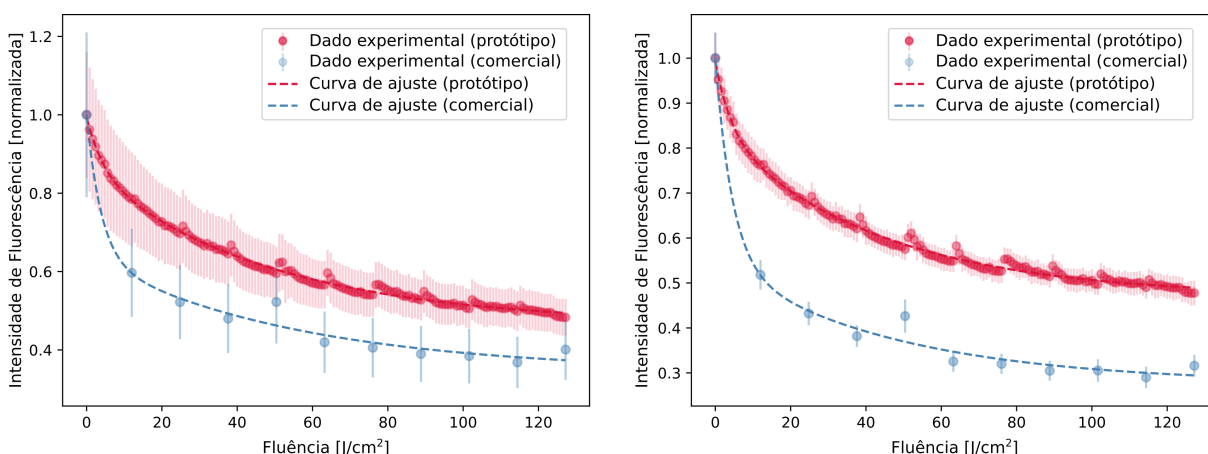 Intensidade de Fluorescência [normalizada]
1.2
1.0
0.8
0.6
0.4
Dado experimental (protótipo)
Dado experimental (comercial)
Curva de ajuste (protótipo)
Curva de ajuste (comercial)
0 20 40 60 80 100 120
Fluência [J/cm²]
Intensidade de Fluorescência [normalizada]
1.0
0.9
0.8
0.7
0.6
0.5
0.4
0.3
Dado experimental (protótipo)
Dado experimental (comercial)
Curva de ajuste (protótipo)
Curva de ajuste (comercial)
0 20 40 60 80 100 120
Fluência [J/cm²]